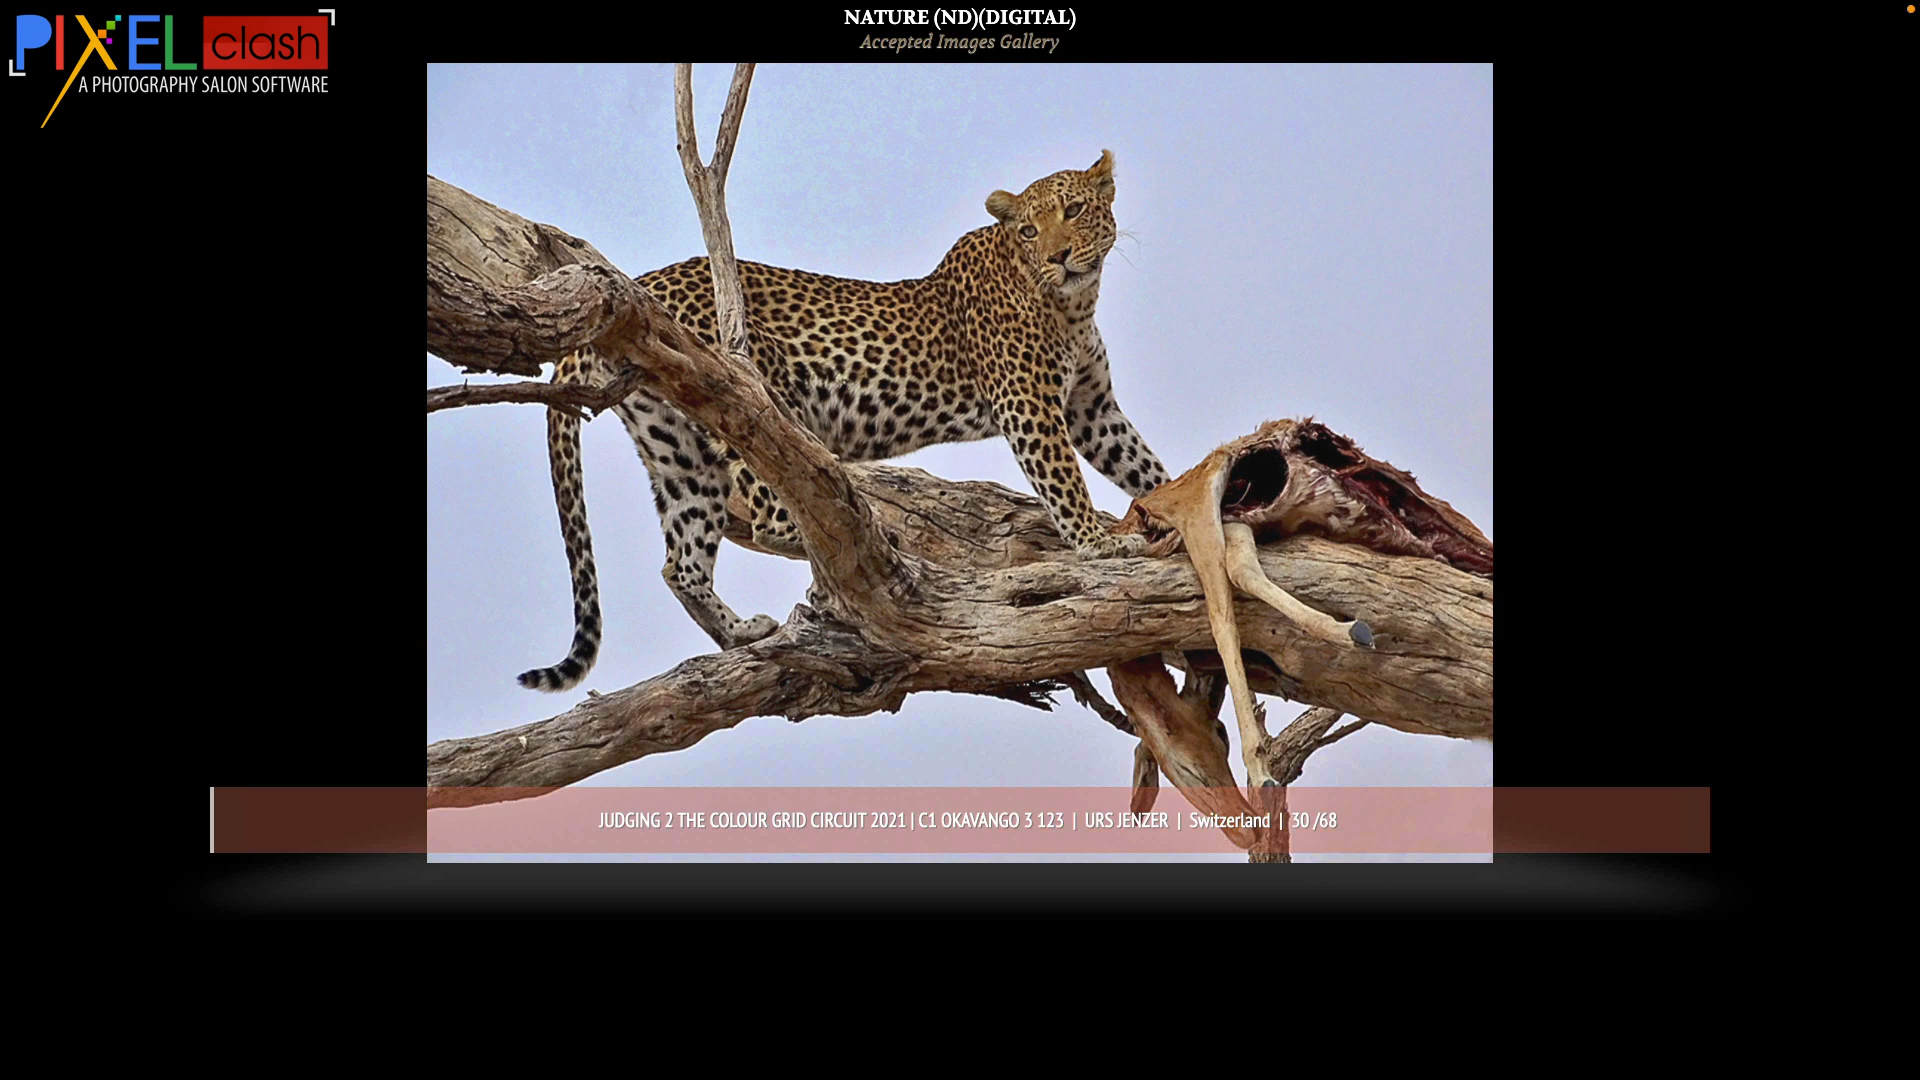 PIXEL clash
A PHOTOGRAPHY SALON SOFTWARE
NATURE (ND)(DIGITAL)
Accepted Images Gallery
JUDGING 2 THE COLOUR GRID CIRCUIT 2021 | C1 OKAVANGO 3 123 | URS JENZER | Switzerland | 30 /68